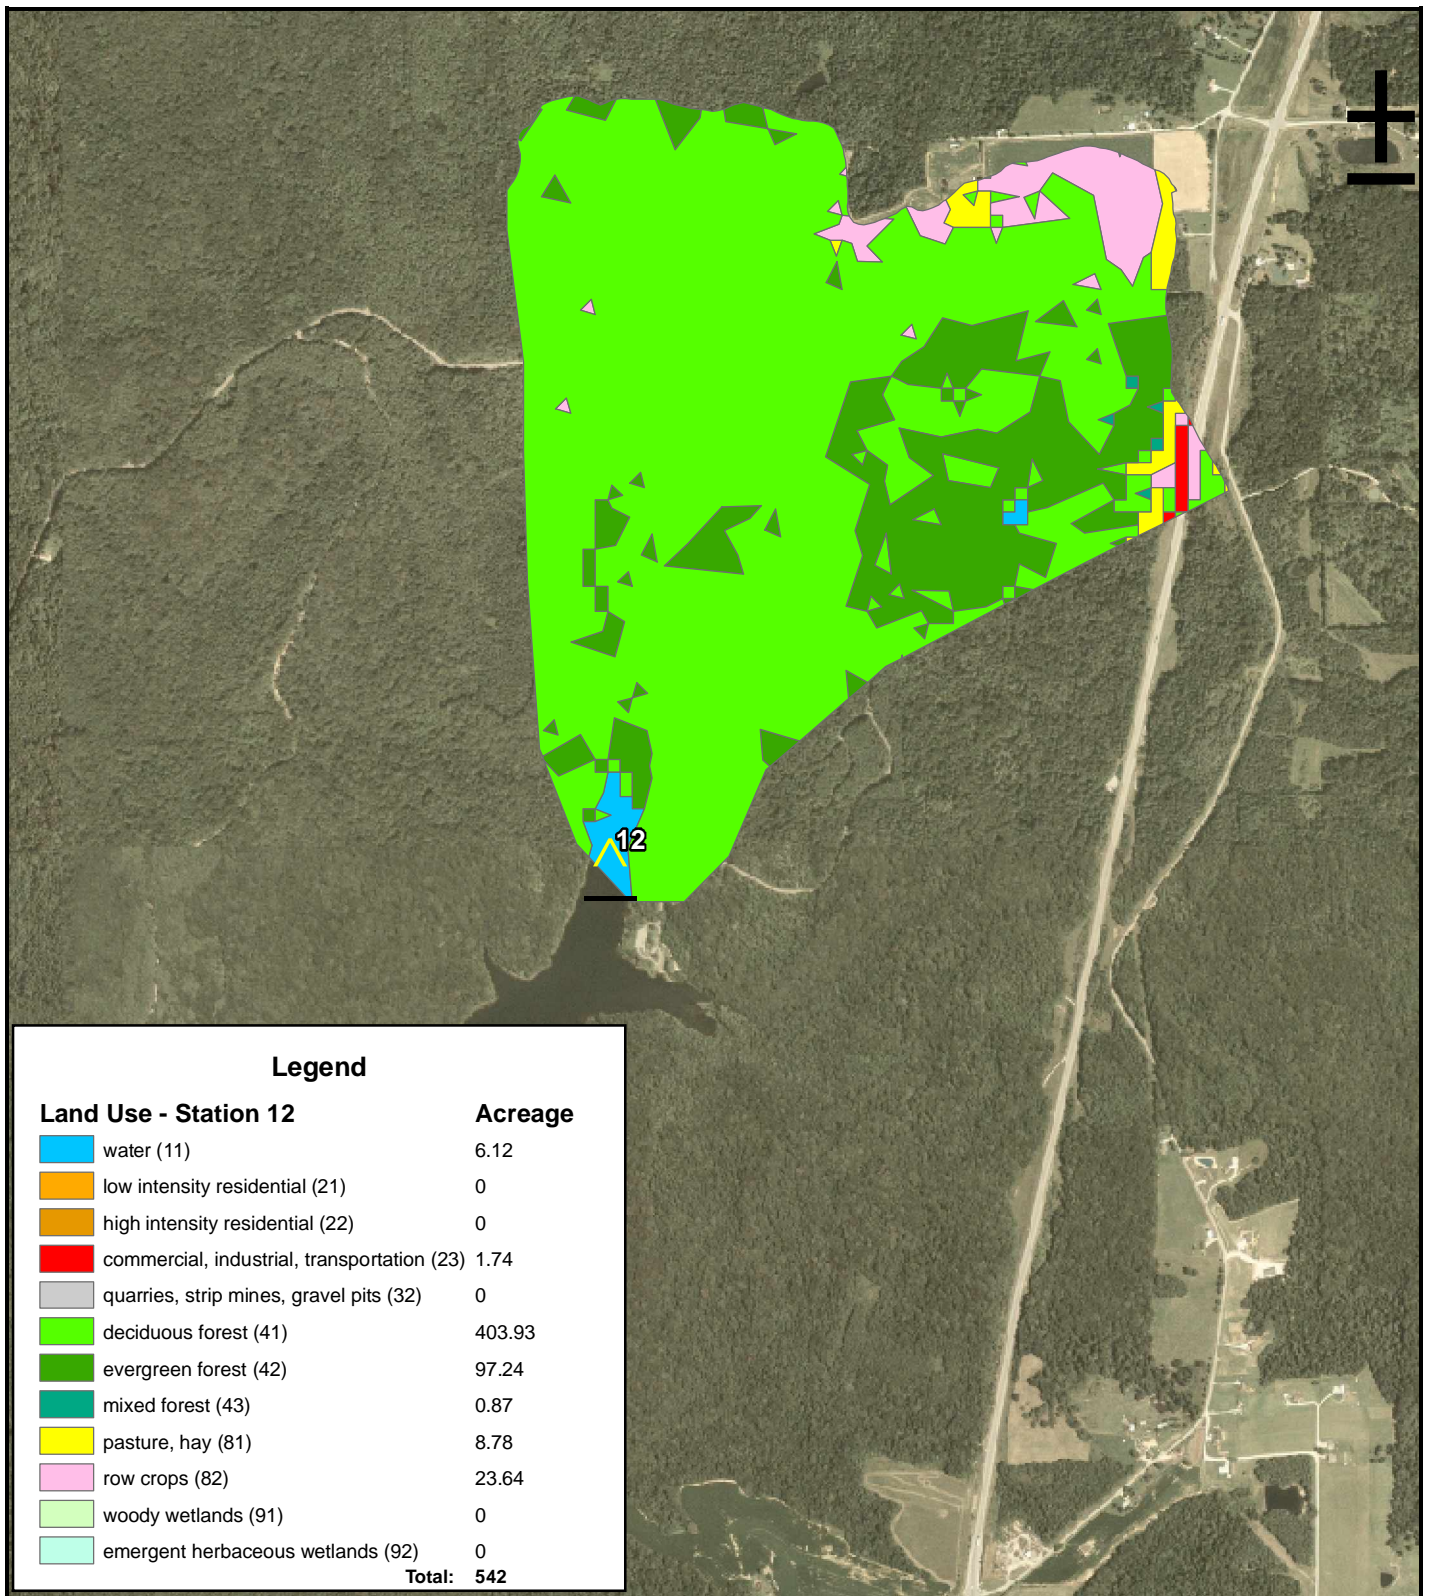 12
Legend
Land Use - Station 12 Acreage
water (11) 6.12
low intensity residential (21) 0
high intensity residential (22) 0
commercial, industrial, transportation (23) 1.74
quarries, strip mines, gravel pits (32) 0
deciduous forest (41) 403.93
evergreen forest (42) 97.24
mixed forest (43) 0.87
pasture, hay (81) 8.78
row crops (82) 23.64
woody wetlands (91) 0
emergent herbaceous wetlands (92) 0
Total: 542